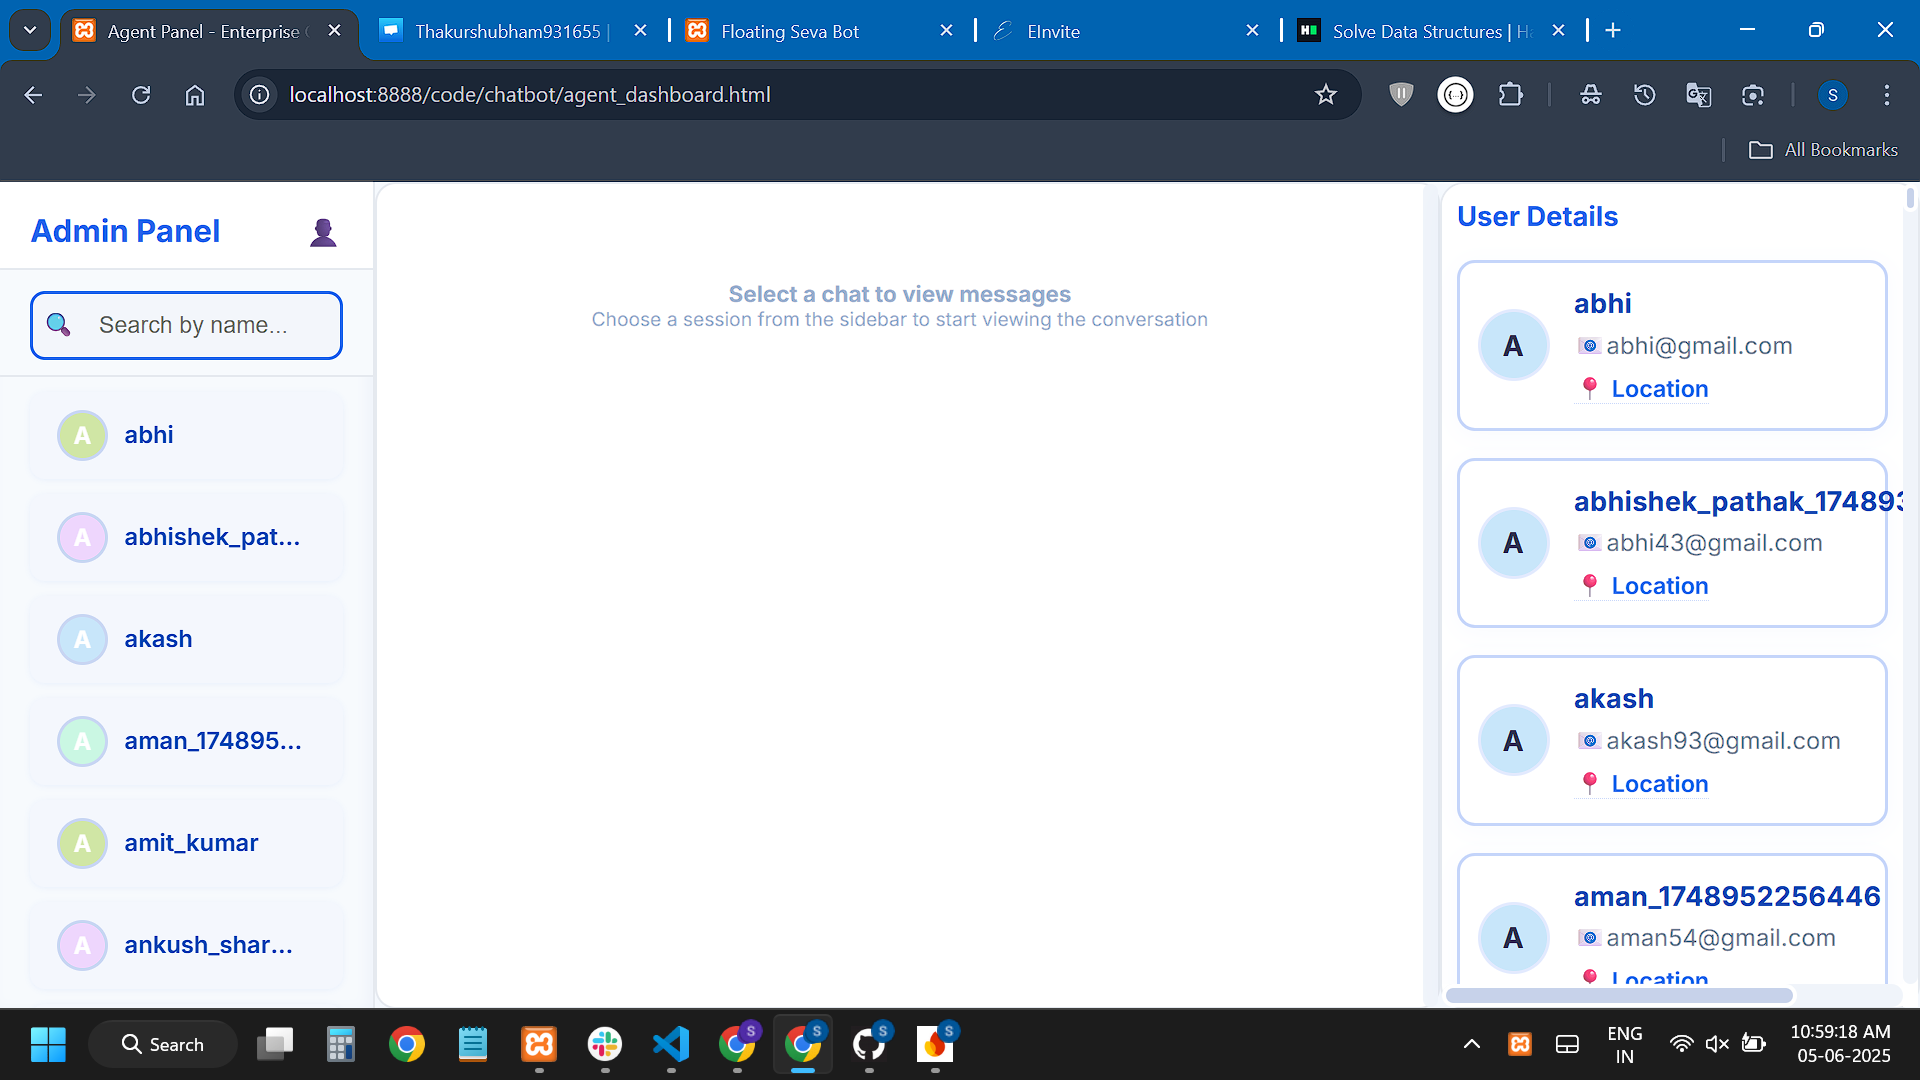 Agent Panel - Enterprise
Thakurshubham931655 |
Floating Seva Bot
EInvite
Solve Data Structures | Ha
localhost:8888/code/chatbot/agent_dashboard.html
S
All Bookmarks
Admin Panel
Search by name...
A abhi
A abhishek_pat...
A akash
A aman_174895...
A amit_kumar
A ankush_shar...
Select a chat to view messages
Choose a session from the sidebar to start viewing the conversation
User Details
A
abhi
abhi@gmail.com
Location
A
abhishek_pathak_174893
abhi43@gmail.com
Location
A
akash
akash93@gmail.com
Location
A
aman_1748952256446
aman54@gmail.com
Location
Search
S
S
S
S
ENG
IN
10:59:18 AM
05-06-2025